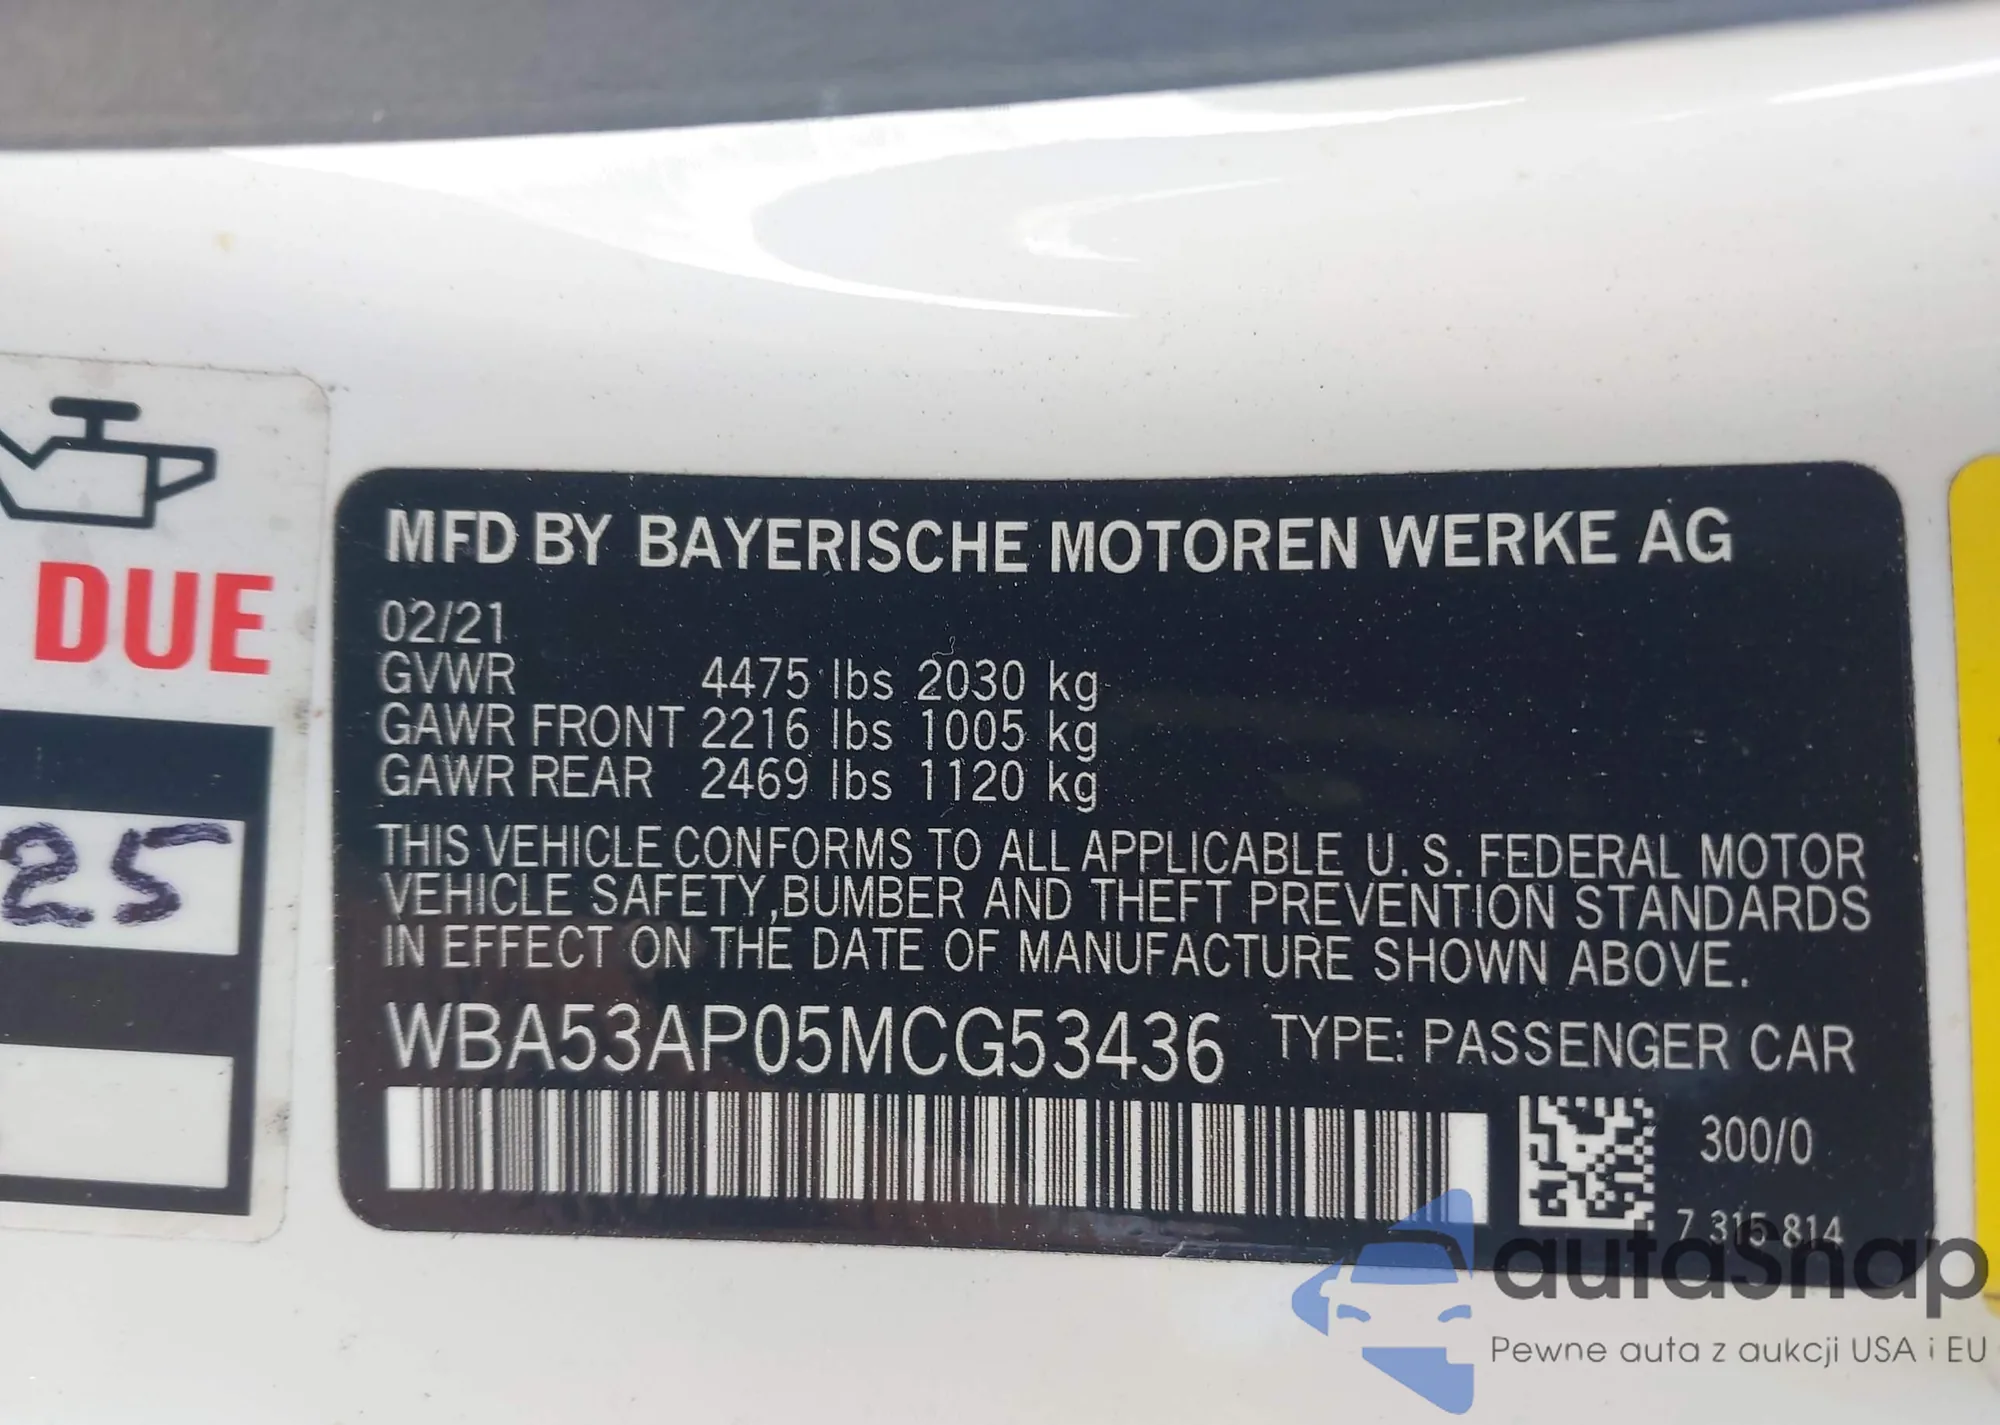 DUE
25
MFD BY BAYERISCHE MOTOREN WERKE AG
02/21
GVWR 4475 lbs 2030 kg
GAWR FRONT 2216 lbs 1005 kg
GAWR REAR 2469 lbs 1120 kg
THIS VEHICLE CONFORMS TO ALL APPLICABLE U. S. FEDERAL MOTOR
VEHICLE SAFETY, BUMBER AND THEFT PREVENTION STANDARDS
IN EFFECT ON THE DATE OF MANUFACTURE SHOWN ABOVE.
WBA53AP05MCG53436 TYPE: PASSENGER CAR
300/0
7 315 814
autoSnap
Pewne auta z aukcji USA i EU